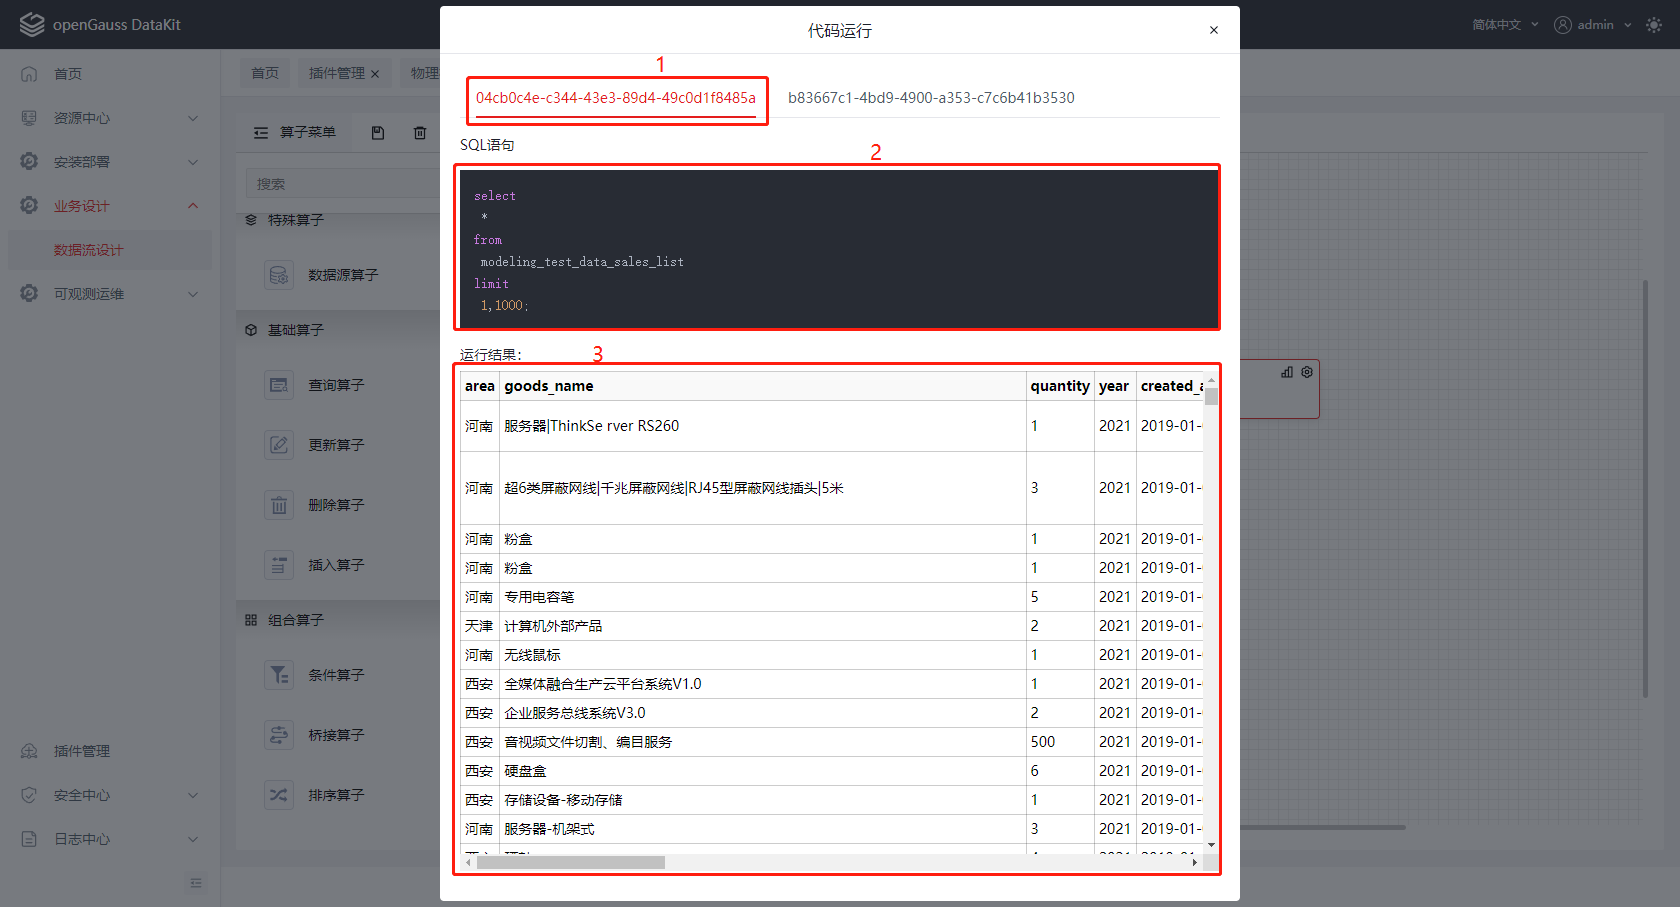 openGauss DataKit
简体中文
admin
首页
资源中心
安装部署
业务设计
数据流设计
可观测运维
插件管理
安全中心
日志中心
首页
插件管理
物理
算子菜单
搜索
特殊算子
数据源算子
基础算子
查询算子
更新算子
删除算子
插入算子
组合算子
条件算子
桥接算子
排序算子
代码运行
1
04cb0c4e-c344-43e3-89d4-49c0d1f8485a b83667c1-4bd9-4900-a353-c7c6b41b3530
SQL语句
2
select
*
from
modeling_test_data_sales_list
limit
1,1000;
运行结果:
3
area goods_name quantity year created_a
河南 服务器|ThinkSe rver RS260 1 2021 2019-01-
河南 超6类屏蔽网线|千兆屏蔽网线|RJ45型屏蔽网线插头|5米 3 2021 2019-01-
河南 粉盒 1 2021 2019-01-
河南 粉盒 1 2021 2019-01-
河南 专用电容笔 5 2021 2019-01-
天津 计算机外部产品 2 2021 2019-01-
河南 无线鼠标 1 2021 2019-01-
西安 全媒体融合生产云平台系统V1.0 1 2021 2019-01-
西安 企业服务总线系统V3.0 2 2021 2019-01-
西安 音视频文件切割、编目服务 500 2021 2019-01-
西安 硬盘盒 6 2021 2019-01-
西安 存储设备-移动存储 1 2021 2019-01-
河南 服务器-机架式 3 2021 2019-01-